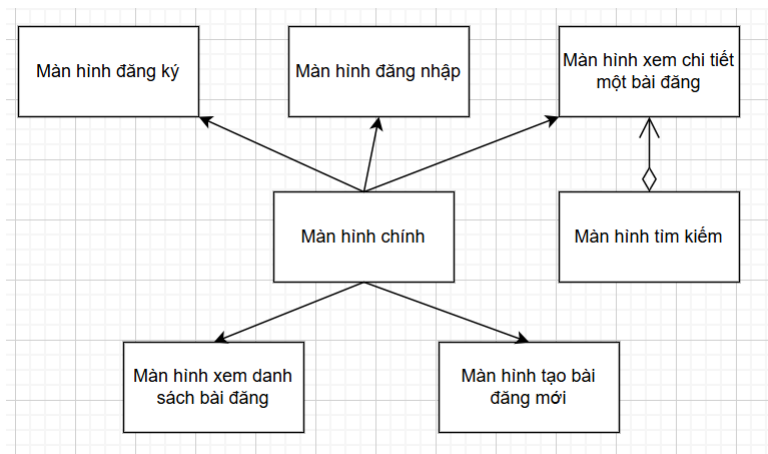 Màn hình đăng ký
Màn hình đăng nhập
Màn hình xem chi tiết
một bài đăng
Màn hình chính
Màn hình tìm kiếm
Màn hình xem danh
sách bài đăng
Màn hình tạo bài
đăng mới